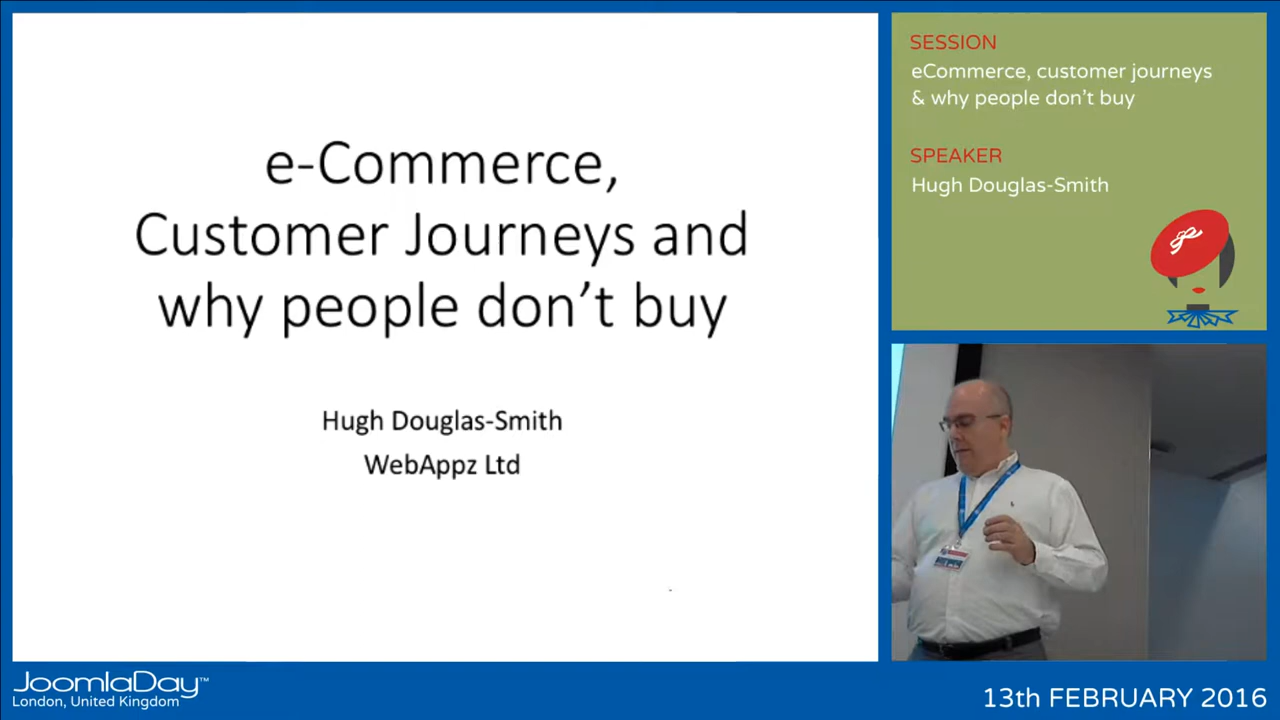 e-Commerce,
Customer Journeys and
why people don’t buy
Hugh Douglas-Smith
WebAppz Ltd
SESSION
eCommerce, customer journeys
& why people don’t buy
SPEAKER
Hugh Douglas-Smith
JoomlaDay™
London, United Kingdom
13th FEBRUARY 2016